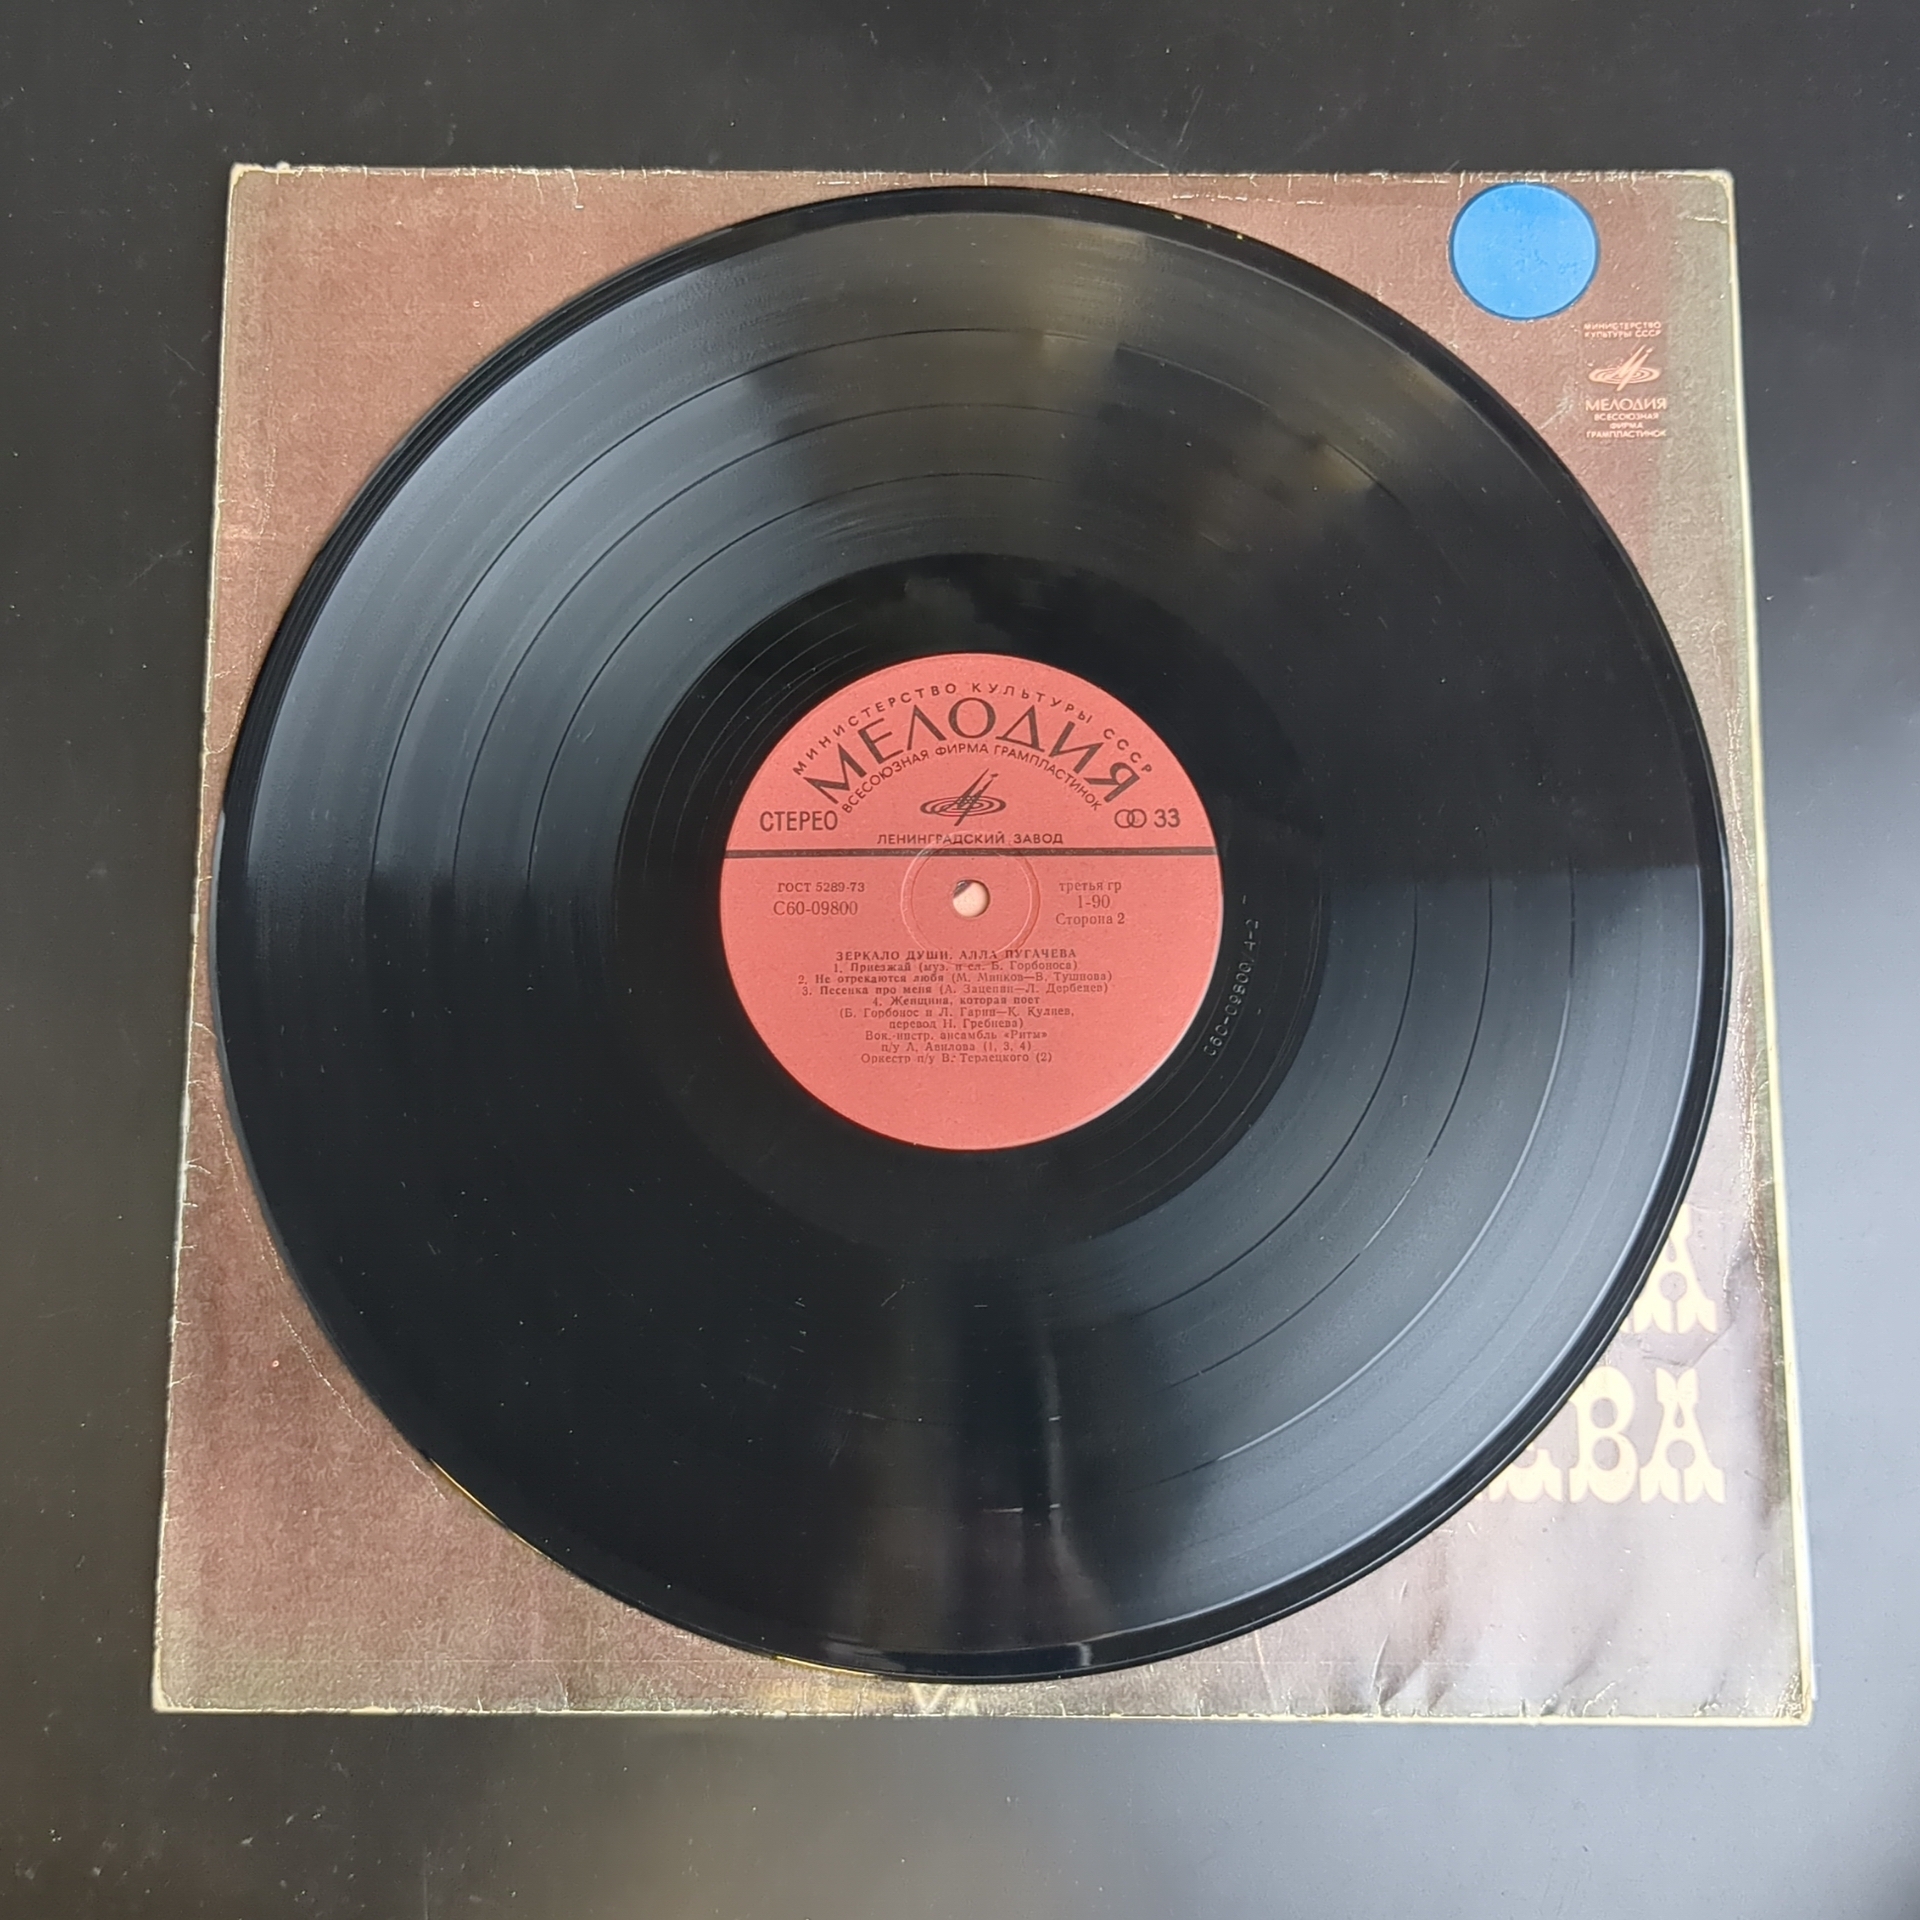 МИНИСТЕРСТВО
КУЛЬТУРЫ СССР
МЕЛОДИЯ
ВСЕСОЮЗНАЯ
ФИРМА
ГРАМПЛАСТИНОК
МИНИСТЕРСТВО КУЛЬТУРЫ СССР
МЕЛОДИЯ
ВСЕСОЮЗНАЯ ФИРМА ГРАМПЛАСТИНОК
СТЕРЕО
33
ЛЕНИНГРАДСКИЙ ЗАВОД
ГОСТ 5289-73
С60-09800
третья гр
1-90
Сторона 2
ЗЕРКАЛО ДУШИ. АЛЛА ПУГАЧЕВА
1. Приезжай (муз. и сл. Б. Горбоноса)
2. Не отрекаются любя (М. Минков—В. Тушнова)
3. Песенка про меня (А. Зацепин—Л. Дербенев)
4. Женщина, которая поет
(Б. Горбонос и Л. Гарин—К. Кулиев,
перевод Н. Гребнева)
Вок.-инстр. ансамбль «Ритм»
п/у А. Авилова (1, 3, 4)
Оркестр п/у В. Терлецкого (2)
С60-09800/4-2
А
ЕВА